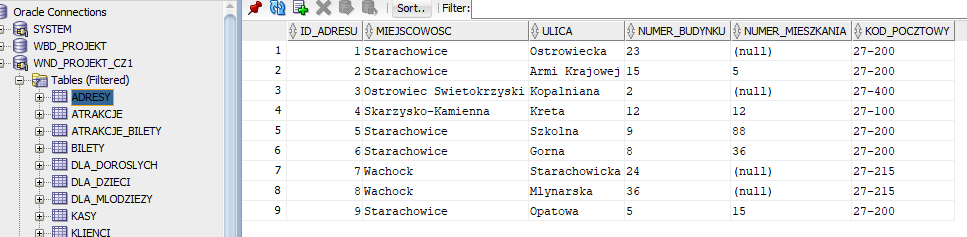 Oracle Connections
SYSTEM
WBD_PROJEKT
WND_PROJEKT_CZ1
Tables (Filtered)
ADRESY
ATRAKCJE
ATRAKCJE_BILETY
BILETY
DLA_DOROSLYCH
DLA_DZIECI
DLA_MLODZIEZY
KASY
KLIENCI
Sort.. Filter:
ID_ADRESU MIEJSCOWOSC ULICA NUMER_BUDYNKU NUMER_MIESZKANIA KOD_POCZTOWY
1 1 Starachowice Ostrowiecka 23 (null) 27-200
2 2 Starachowice Armi Krajowej 15 5 27-200
3 3 Ostrowiec Swietokrzyski Kopalniana 2 (null) 27-400
4 4 Skarzysko-Kamienna Kreta 12 12 27-100
5 5 Starachowice Szkolna 9 88 27-200
6 6 Starachowice Gorna 8 36 27-200
7 7 Wachock Starachowicka 24 (null) 27-215
8 8 Wachock Mlynarska 36 (null) 27-215
9 9 Starachowice Opatowa 5 15 27-200